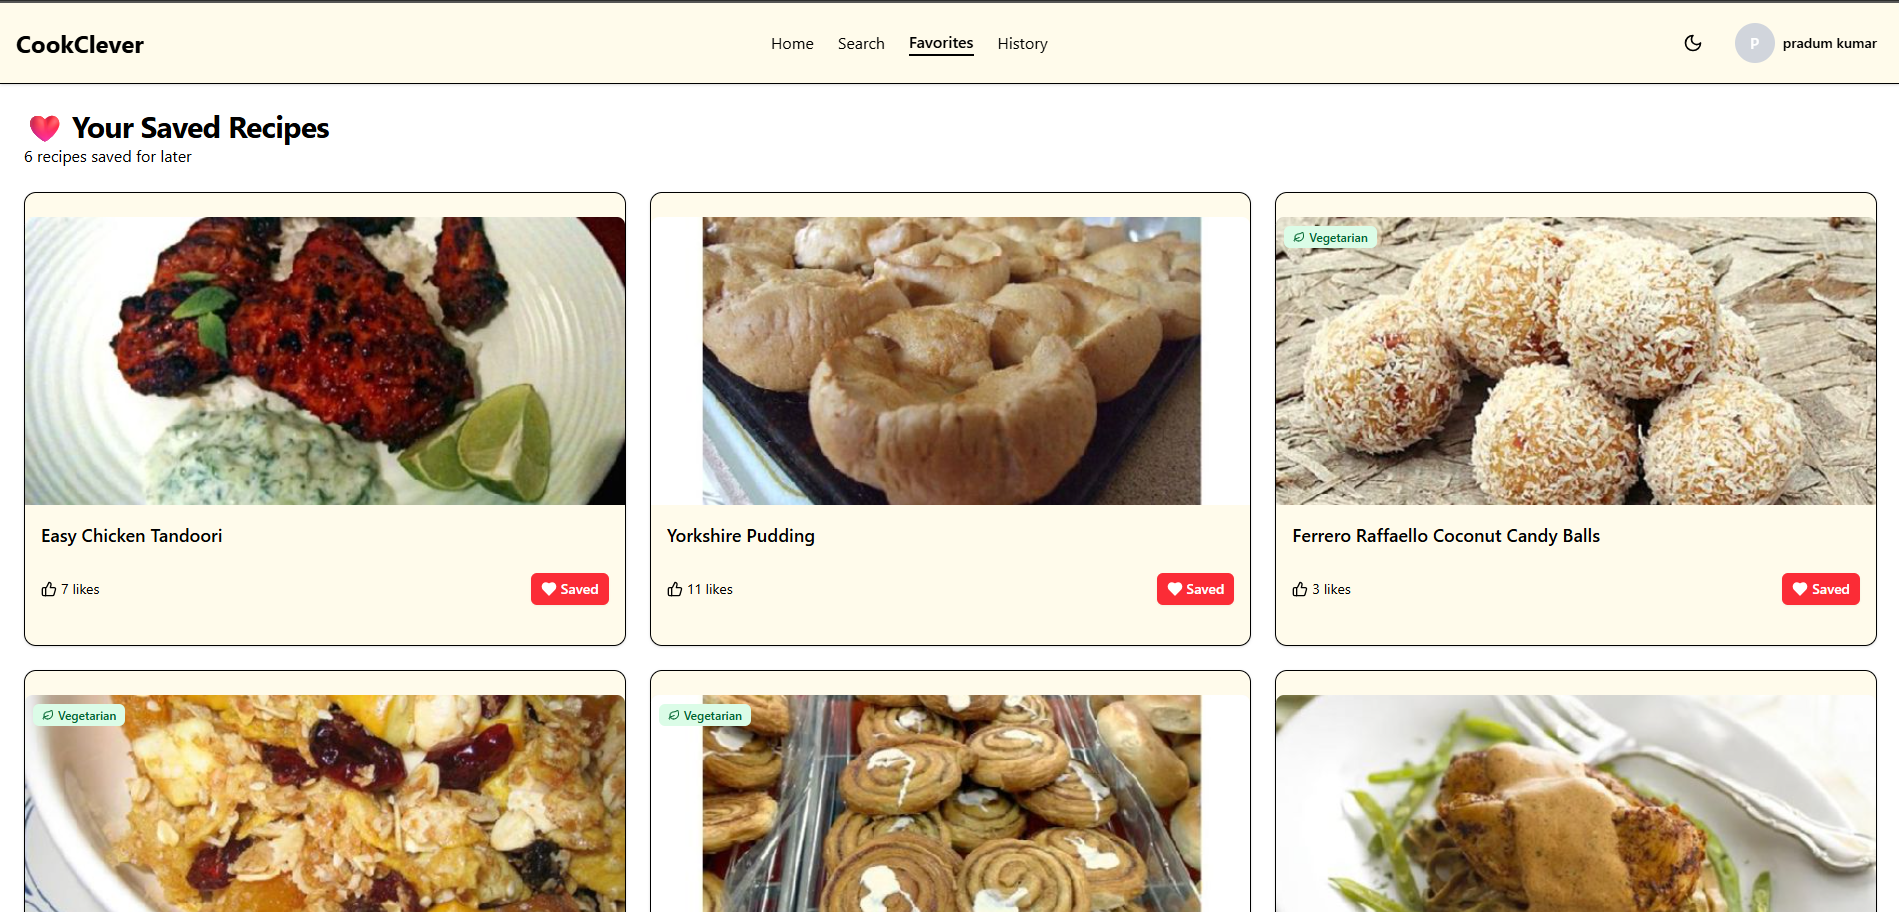 CookClever
Home
Search
Favorites
History
P
pradum kumar
Your Saved Recipes
6 recipes saved for later
Vegetarian
Easy Chicken Tandoori
Yorkshire Pudding
Ferrero Raffaello Coconut Candy Balls
7 likes
Saved
11 likes
Saved
3 likes
Saved
Vegetarian
Vegetarian